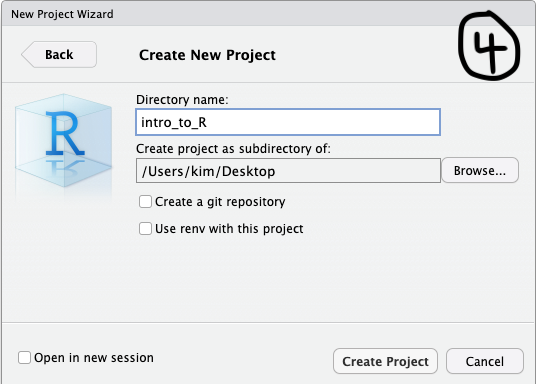 New Project Wizard
Back
Create New Project
4
R
Directory name:
intro_to_R
Create project as subdirectory of:
/Users/kim/Desktop
Browse...
Create a git repository
Use renv with this project
Open in new session
Create Project
Cancel